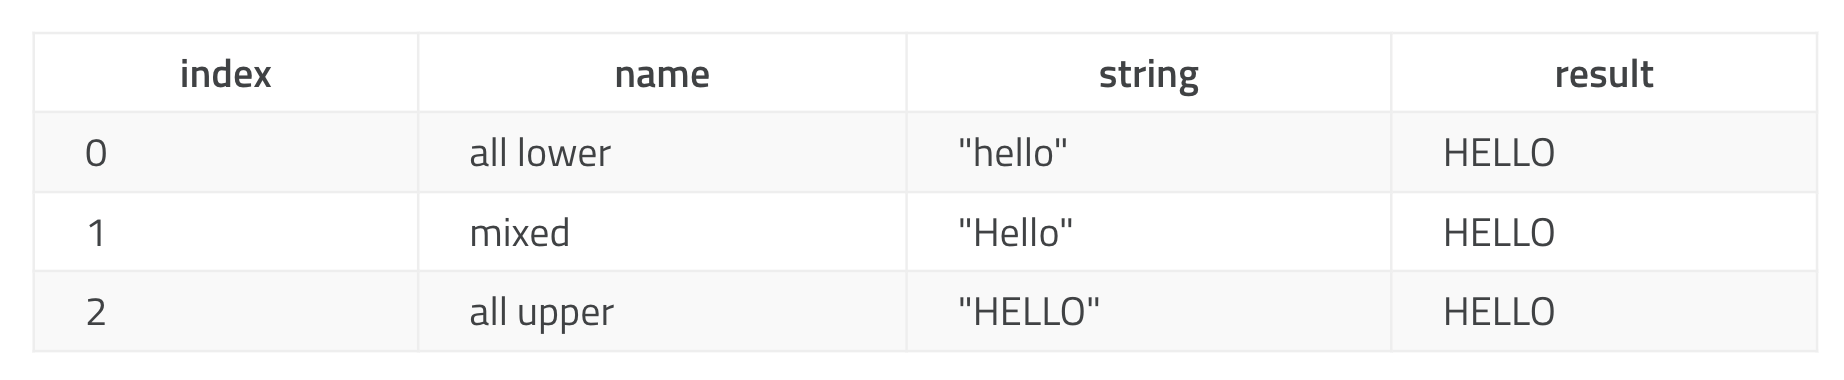 index name string result
0 all lower "hello" HELLO
1 mixed "Hello" HELLO
2 all upper "HELLO" HELLO